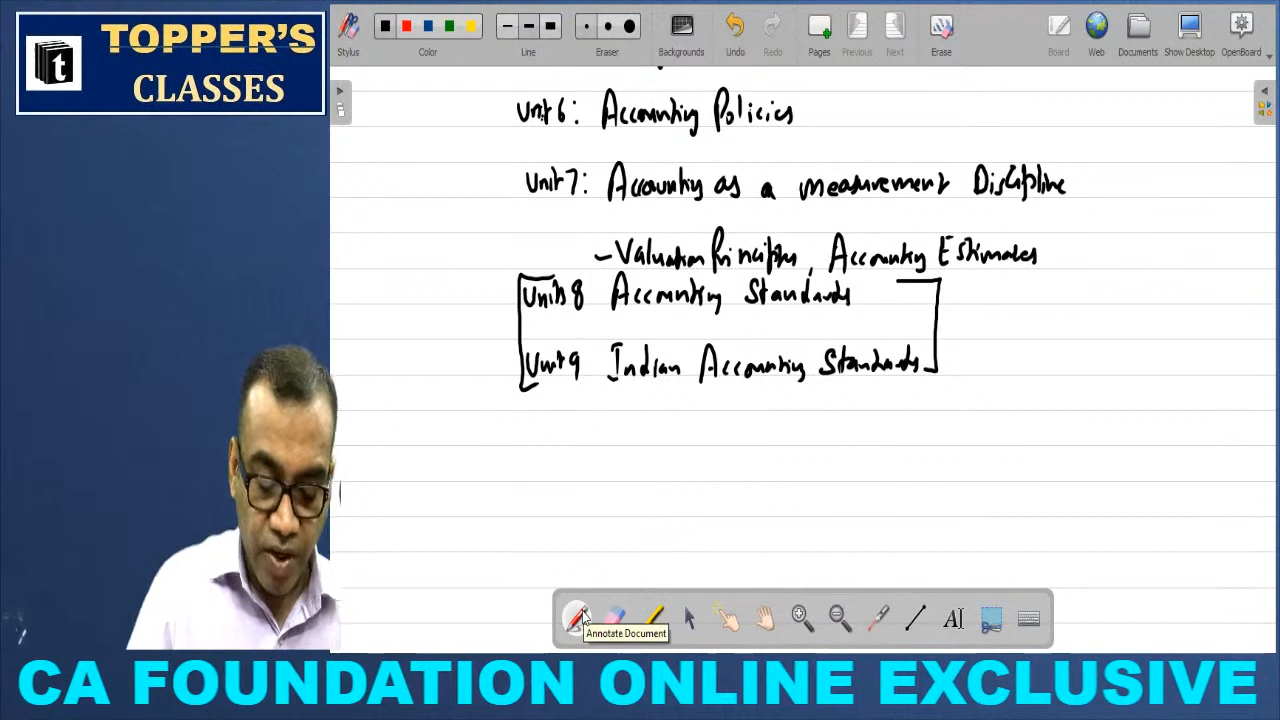 TOPPER'S
CLASSES
t
Stylus
Color
Line
Eraser
Backgrounds
Undo
Redo
Pages
Previous
Next
Erase
Board
Web
Documents
Show Desktop
OpenBoard
Unit 6: Accounting Policies
Unit 7: Accounting as a measurement Discipline
- Valuation Principles, Accounting Estimates
Unit 8 Accounting Standards
Unit 9 Indian Accounting Standards
AI
Annotate Document
CA FOUNDATION ONLINE EXCLUSIVE